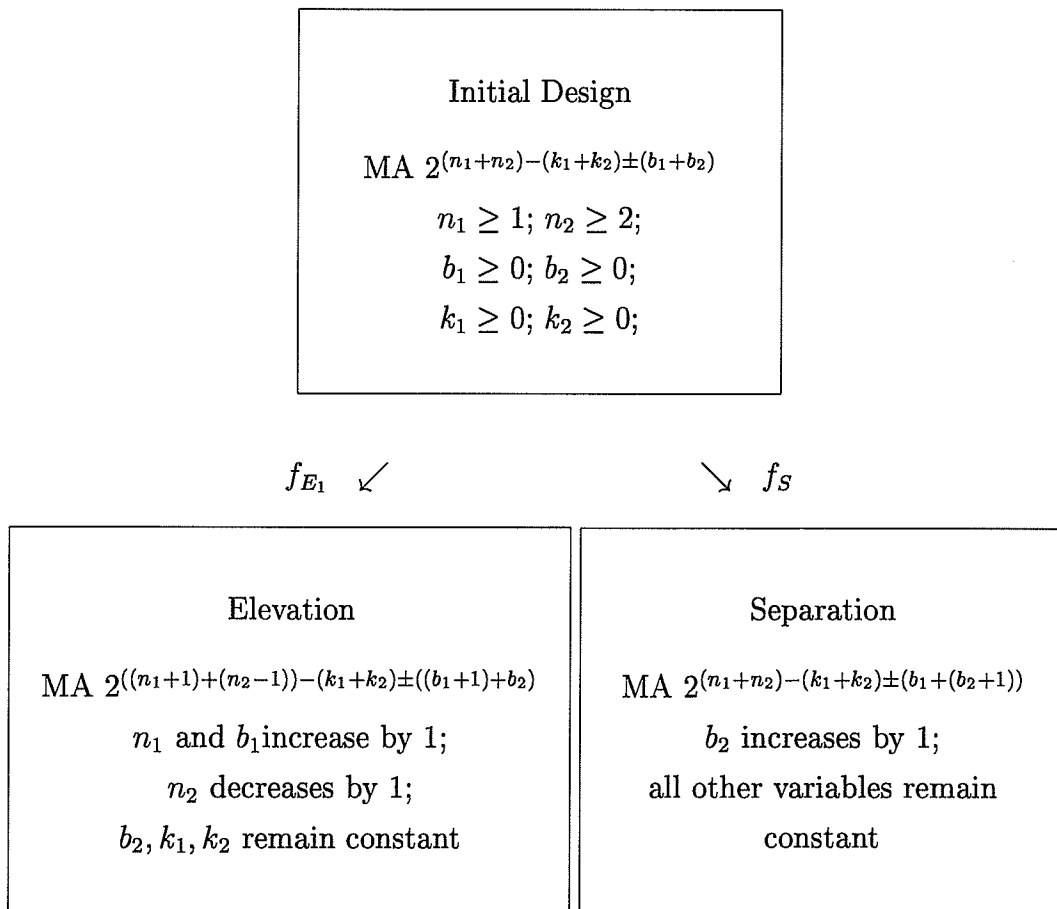 Initial Design
MA 2^{(n_1+n_2)-(k_1+k_2)±(b_1+b_2)}
n_1 ≥ 1; n_2 ≥ 2;
b_1 ≥ 0; b_2 ≥ 0;
k_1 ≥ 0; k_2 ≥ 0;
f_{E_1} ↙ ↘ f_S
Elevation
MA 2^{((n_1+1)+(n_2-1))-(k_1+k_2)±((b_1+1)+b_2)}
n_1 and b_1increase by 1;
n_2 decreases by 1;
b_2, k_1, k_2 remain constant
Separation
MA 2^{(n_1+n_2)-(k_1+k_2)±(b_1+(b_2+1))}
b_2 increases by 1;
all other variables remain
constant